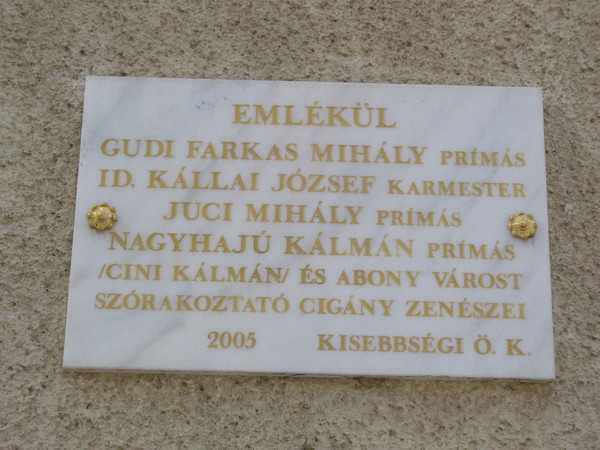 EMLÉKÜL
GUDI FARKAS MIHÁLY PRÍMÁS
ID. KÁLLAI JÓZSEF KARMESTER
JUCI MIHÁLY PRÍMÁS
NAGYHAJÚ KÁLMÁN PRÍMÁS
/CINI KÁLMÁN/ ÉS ABONY VÁROST
SZÓRAKOZTATÓ CIGÁNY ZENÉSZEI
2005 KISEBBSÉGI Ö. K.